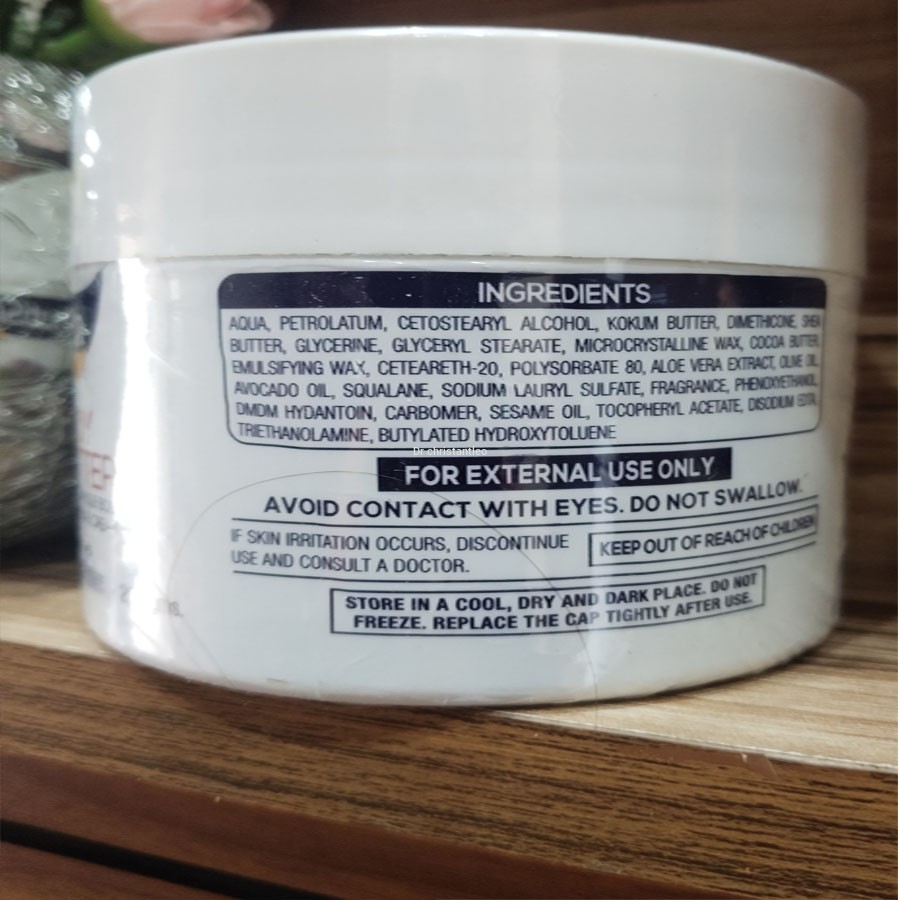 INGREDIENTS
AQUA, PETROLATUM, CETOSTEARYL ALCOHOL, KOKUM BUTTER, DIMETHICONE, SHEA
BUTTER, GLYCERINE, GLYCERYL STEARATE, MICROCRYSTALLINE WAX, COCOA BUTTER,
EMULSIFYING WAX, CETEARETH-20, POLYSORBATE 80, ALOE VERA EXTRACT, OLIVE OIL,
AVOCADO OIL, SQUALANE, SODIUM LAURYL SULFATE, FRAGRANCE, PHENOXYETHANOL,
DMDM HYDANTOIN, CARBOMER, SESAME OIL, TOCOPHERYL ACETATE, DISODIUM EDTA,
TRIETHANOLAMINE, BUTYLATED HYDROXYTOLUENE
Dr-christantleo
FOR EXTERNAL USE ONLY
AVOID CONTACT WITH EYES. DO NOT SWALLOW.
IF SKIN IRRITATION OCCURS, DISCONTINUE
USE AND CONSULT A DOCTOR.
KEEP OUT OF REACH OF CHILDREN
STORE IN A COOL, DRY AND DARK PLACE. DO NOT
FREEZE. REPLACE THE CAP TIGHTLY AFTER USE.